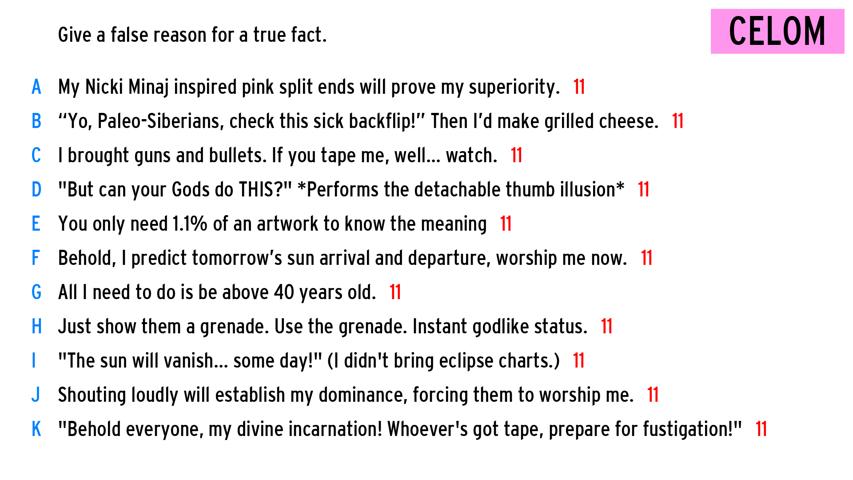 Give a false reason for a true fact.
CELOM
A My Nicki Minaj inspired pink split ends will prove my superiority. 11
B “Yo, Paleo-Siberians, check this sick backflip!” Then I’d make grilled cheese. 11
C I brought guns and bullets. If you tape me, well... watch. 11
D "But can your Gods do THIS?" *Performs the detachable thumb illusion* 11
E You only need 1.1% of an artwork to know the meaning 11
F Behold, I predict tomorrow’s sun arrival and departure, worship me now. 11
G All I need to do is be above 40 years old. 11
H Just show them a grenade. Use the grenade. Instant godlike status. 11
I "The sun will vanish... some day!" (I didn't bring eclipse charts.) 11
J Shouting loudly will establish my dominance, forcing them to worship me. 11
K "Behold everyone, my divine incarnation! Whoever's got tape, prepare for fustigation!" 11